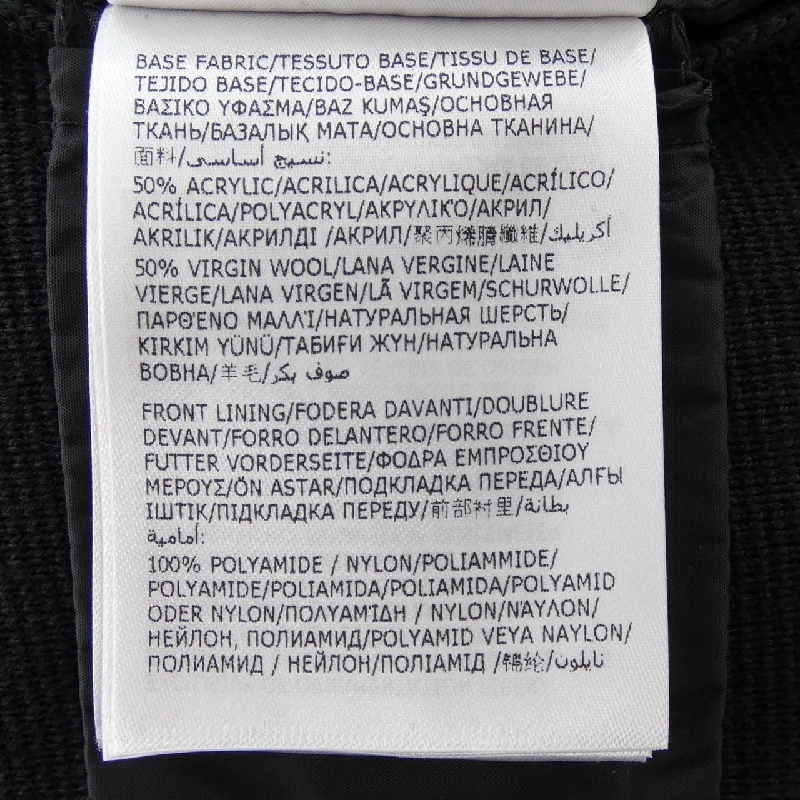 BASE FABRIC/TESSUTO BASE/TISSU DE BASE/
TEJIDO BASE/TECIDO-BASE/GRUNDGEWEBE/
ΒΑΣΙΚΟ ΥΦΑΣΜΑ/BAZ KUMAŞ/ОСНОВНАЯ
ТКАНЬ/БАЗАЛЫҚ МАТА/ОСНОВНА ТКАНИНА/
面料/نسيج أساسي:
50% ACRYLIC/ACRILICA/ACRYLIQUE/ACRÍLICO/
ACRÍLICA/POLYACRYL/ΑΚΡΥΛΙΚΌ/АКРИЛ/
AKRILIK/АКРИЛДІ /АКРИЛ/聚丙烯腈纖維/أكريليك
50% VIRGIN WOOL/LANA VERGINE/LAINE
VIERGE/LANA VIRGEN/LÃ VIRGEM/SCHURWOLLE/
ΠΑΡΘΈΝΟ ΜΑΛΛΊ/НАТУРАЛЬНАЯ ШЕРСТЬ/
KIRKIM YÜNÜ/ТАБИҒИ ЖҮН/НАТУРАЛЬНА
ВОВНА/羊毛/صوف بكر
FRONT LINING/FODERA DAVANTI/DOUBLURE
DEVANT/FORRO DELANTERO/FORRO FRENTE/
FUTTER VORDERSEITE/ΦΟΔΡΑ ΕΜΠΡΟΣΘΙΟΥ
ΜΕΡΟΥΣ/ÖN ASTAR/ПОДКЛАДКА ПЕРЕДА/АЛҒЫ
ІШТІК/ПІДКЛАДКА ПЕРЕДУ/前部衬里/بطانة
أمامية:
100% POLYAMIDE / NYLON/POLIAMMIDE/
POLYAMIDE/POLIAMIDA/POLIAMIDA/POLYAMID
ODER NYLON/ΠΟΛΥΑΜΊΔΗ / NYLON/ΝΆΥΛΟΝ/
НЕЙЛОН, ПОЛИАМИД/POLYAMID VEYA NAYLON/
ПОЛИАМИД / НЕЙЛОН/ПОЛІАМІД /锦纶/نايلون